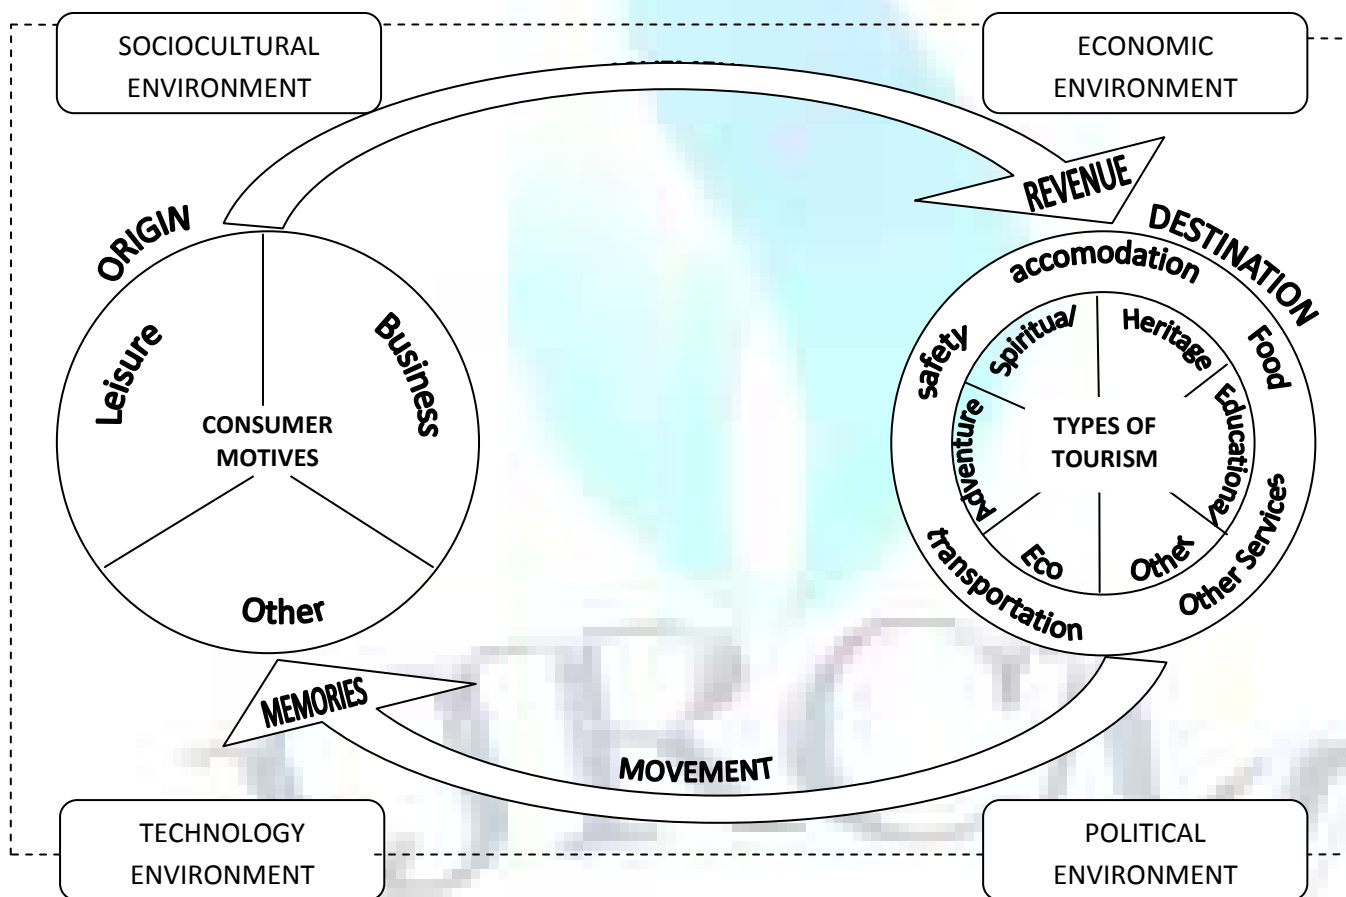 SOCIOCULTURAL
ENVIRONMENT
ECONOMIC
ENVIRONMENT
REVENUE
ORIGIN
DESTINATION
Leisure
Business
Other
CONSUMER
MOTIVES
accomodation
safety
Food
transportation
Other Services
Spiritual
Heritage
Adventure
Educational
Eco
Other
TYPES OF
TOURISM
MEMORIES
MOVEMENT
TECHNOLOGY
ENVIRONMENT
POLITICAL
ENVIRONMENT